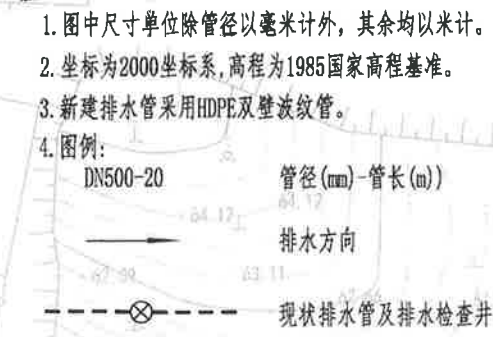 1.图中尺寸单位除管径以毫米计外，其余均以米计。
2.坐标为2000坐标系,高程为1985国家高程基准。
3.新建排水管采用HDPE双壁波纹管。
4.图例:
DN500-20 管径(mm)-管长(m))
64.12 64.12
排水方向
62.99 63.11
现状排水管及排水检查井